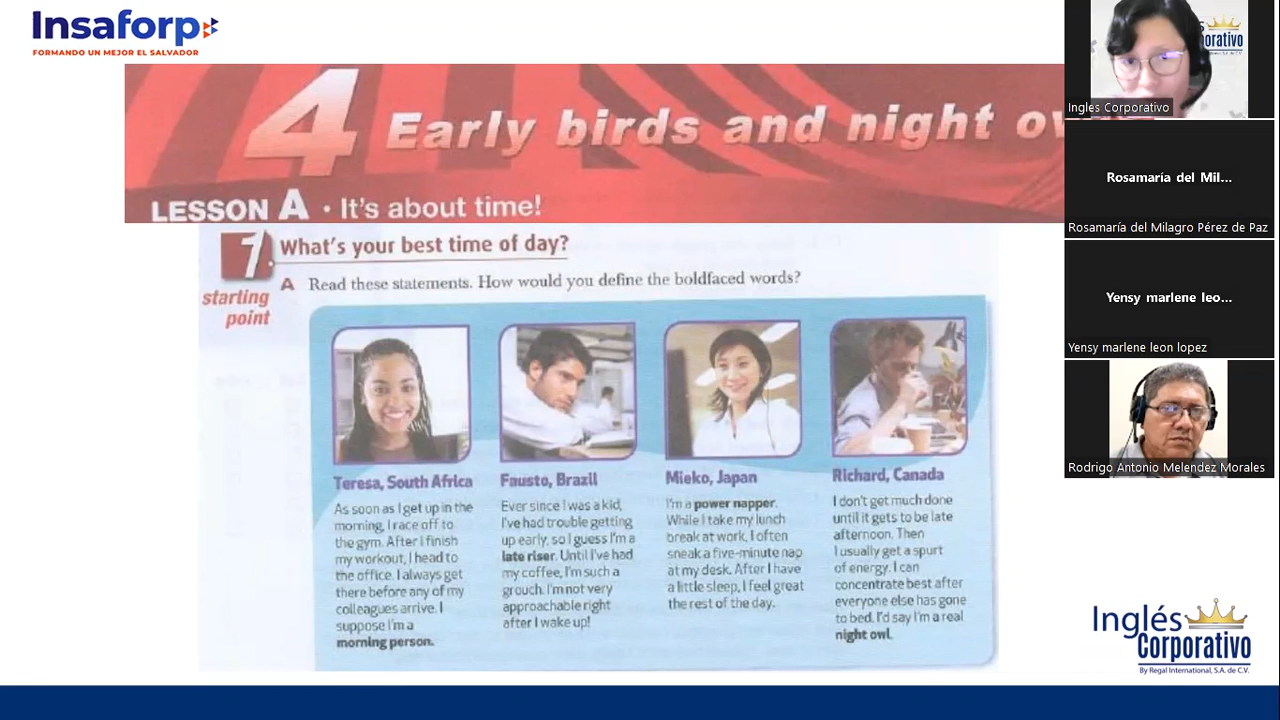 Insaforp
FORMANDO UN MEJOR EL SALVADOR
4 Early birds and night
LESSON A • It's about time!
1 What's your best time of day?
starting
point
A Read these statements. How would you define the boldfaced words?
Teresa, South Africa
As soon as I get up in the
morning, I race off to
the gym. After I finish
my workout, I head to
the office. I always get
there before any of my
colleagues arrive. I
suppose I'm a
morning person.
Fausto, Brazil
Ever since I was a kid,
I've had trouble getting
up early, so I guess I'm a
late riser. Until I've had
my coffee, I'm such a
grouch. I'm not very
approachable right
after I wake up!
Mieko, Japan
I'm a power napper.
While I take my lunch
break at work, I often
sneak a five-minute nap
at my desk. After I have
a little sleep, I feel great
the rest of the day.
Richard, Canada
I don't get much done
until it gets to be late
afternoon. Then
I usually get a spurt
of energy. I can
concentrate best after
everyone else has gone
to bed. I'd say I'm a real
night owl.
Ingles Corporativo
Rosamaría del Mil...
Rosamaría del Milagro Pérez de Paz
Yensy marlene leo...
Yensy marlene leon lopez
Rodrigo Antonio Melendez Morales
Inglés
Corporativo
By Regal International, S.A. de C.V.